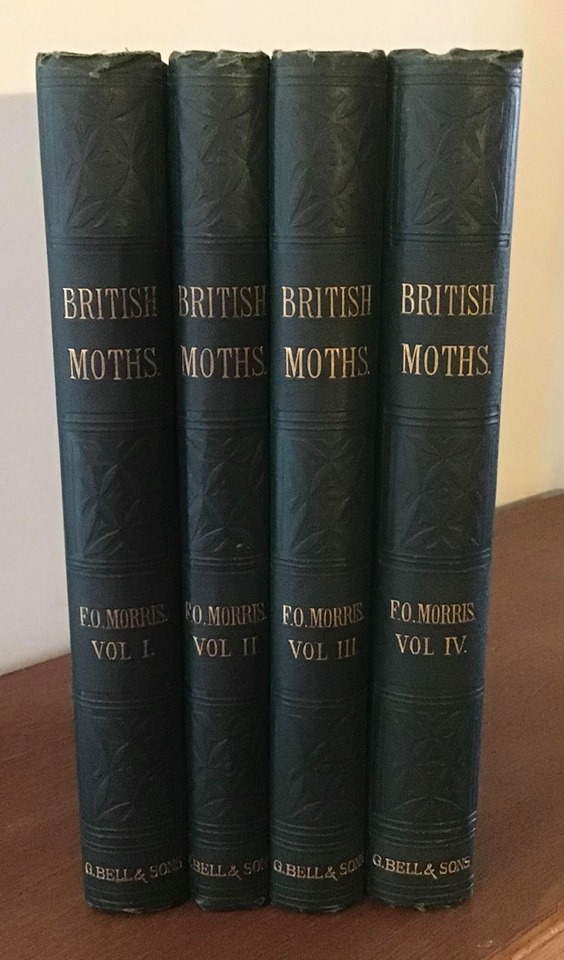 BRITISH
MOTHS.
F.O. MORRIS.
VOL I.
G. BELL & SONS
BRITISH
MOTHS.
F.O. MORRIS.
VOL II
G. BELL & SONS
BRITISH
MOTHS.
F.O. MORRIS.
VOL III
G. BELL & SONS
BRITISH
MOTHS.
F.O. MORRIS.
VOL IV.
G. BELL & SONS